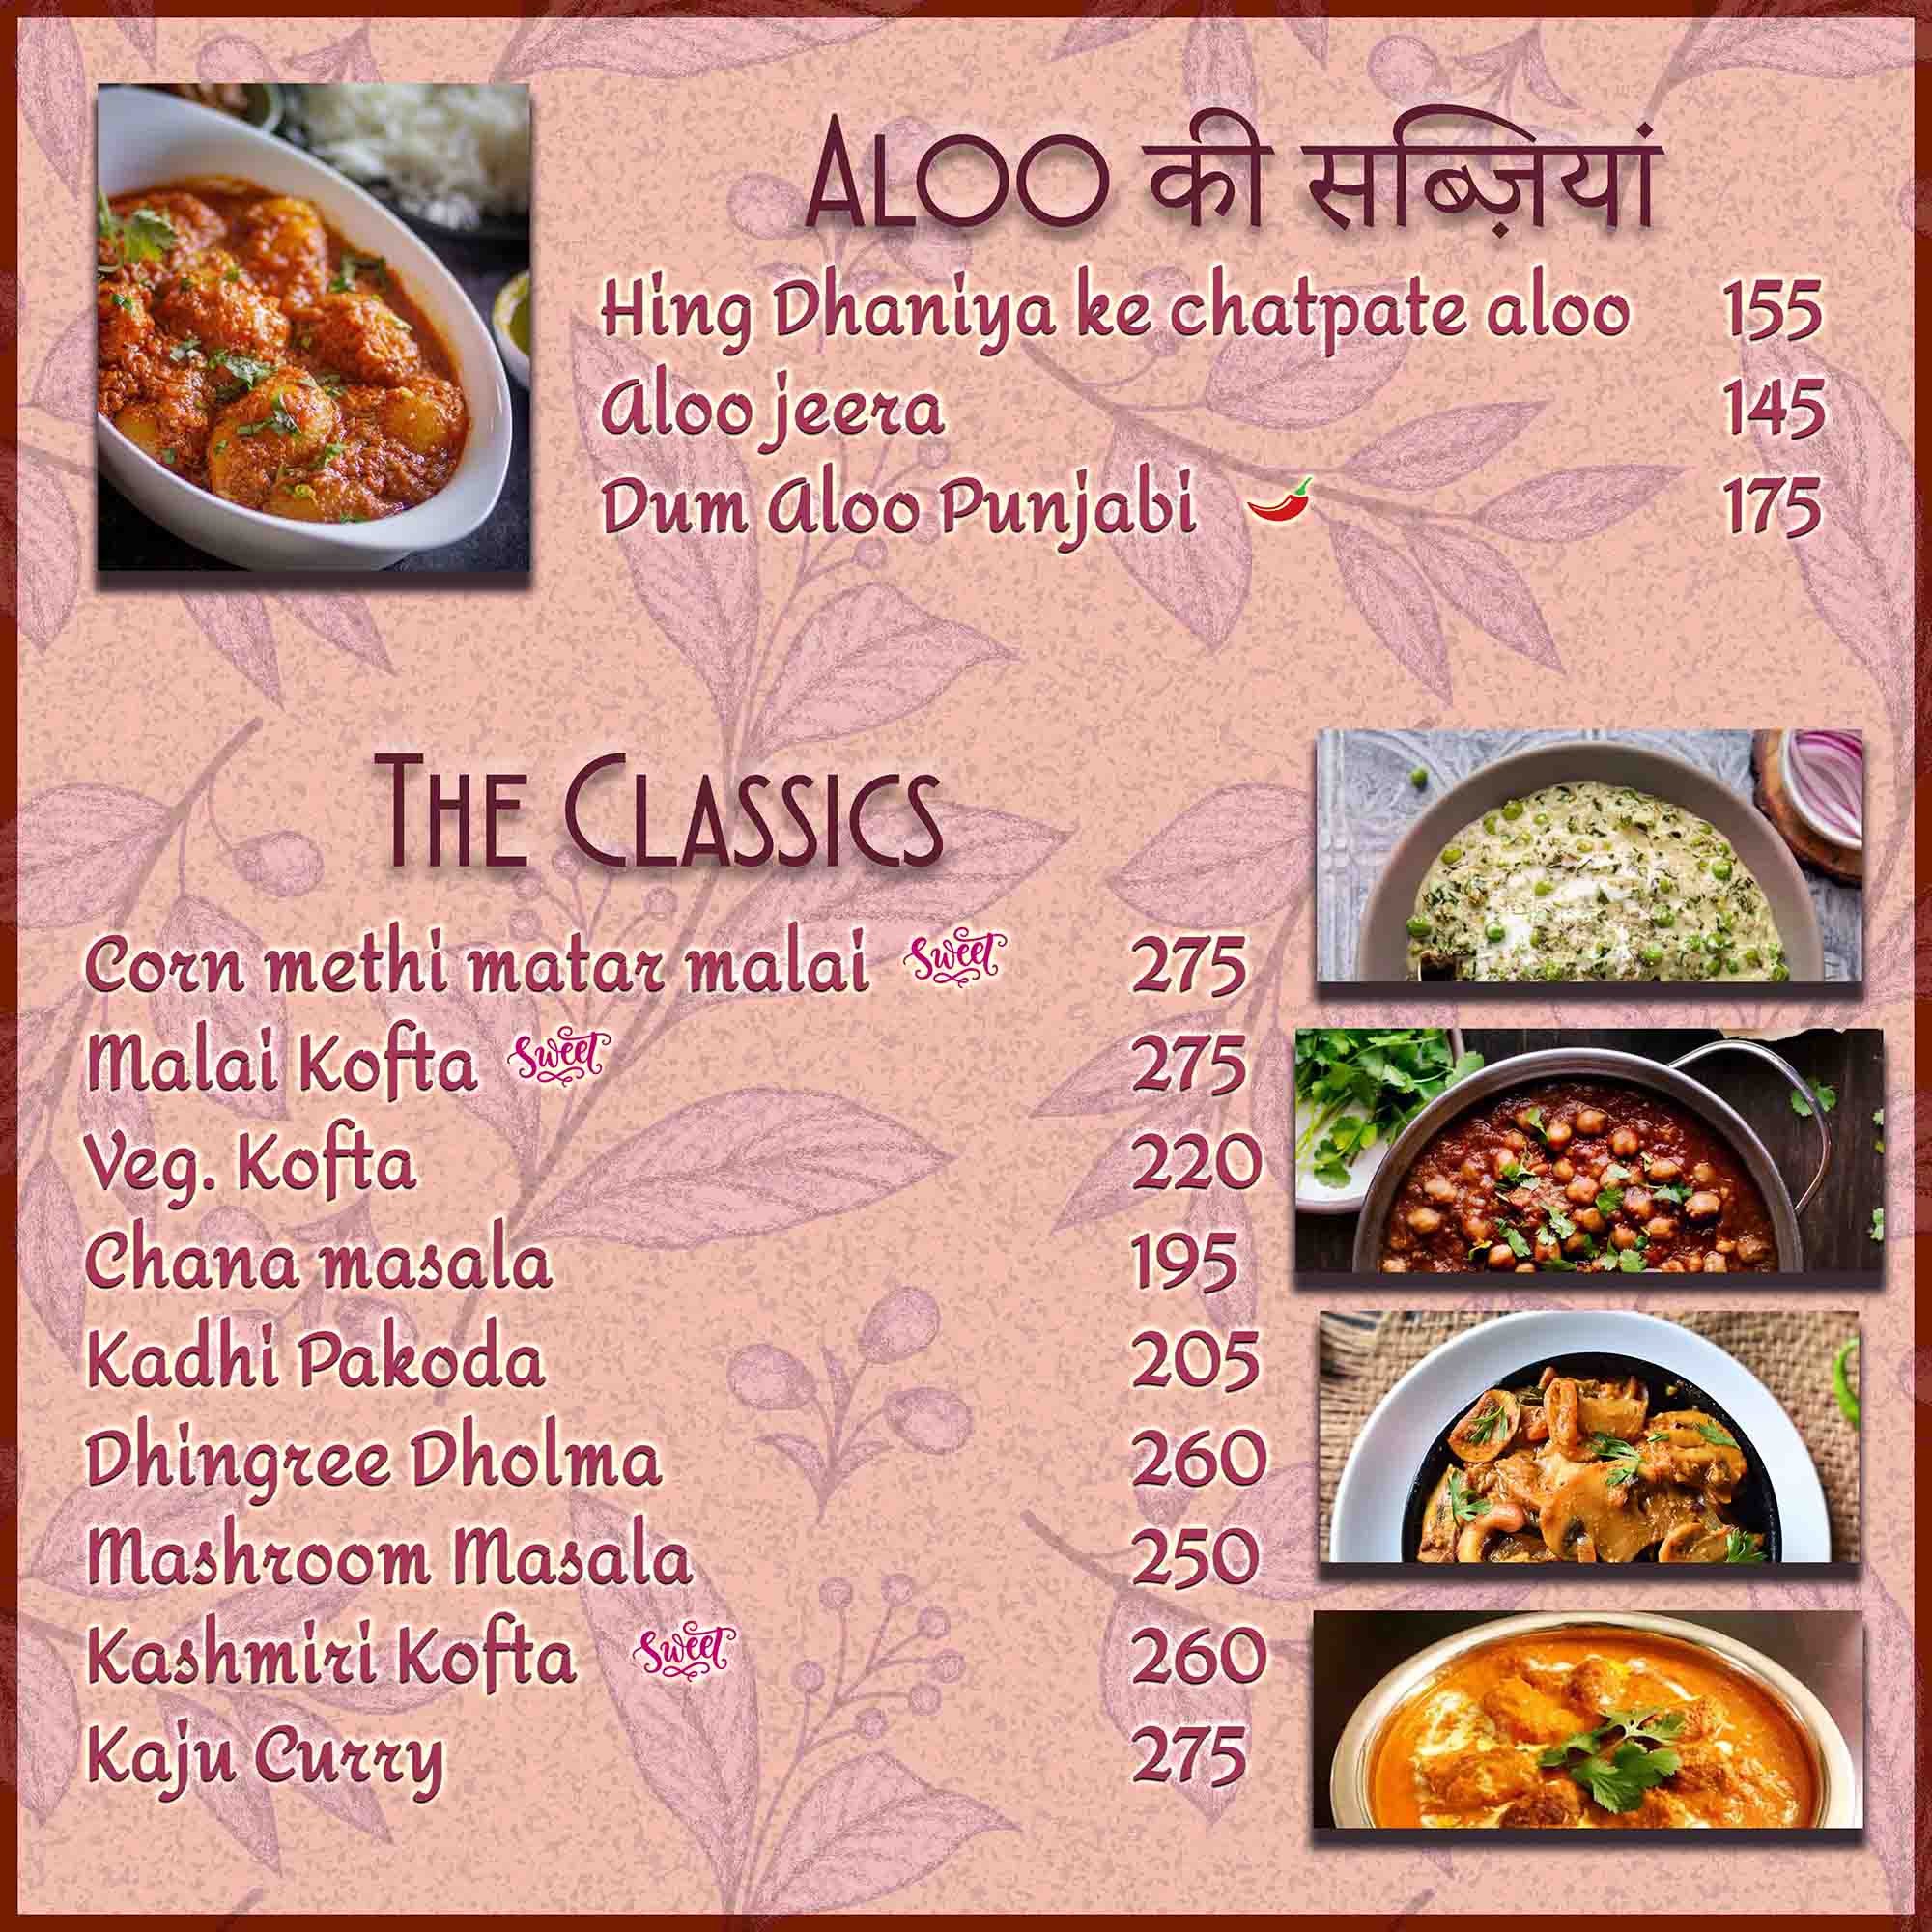 ALOO की सब्ज़ियां
Hing Dhaniya ke chatpate aloo 155
Aloo jeera 145
Dum Aloo Punjabi 175
THE CLASSICS
Corn methi matar malai Sweet 275
Malai Kofta Sweet 275
Veg. Kofta 220
Chana masala 195
Kadhi Pakoda 205
Dhingree Dholma 260
Mashroom Masala 250
Kashmiri Kofta Sweet 260
Kaju Curry 275